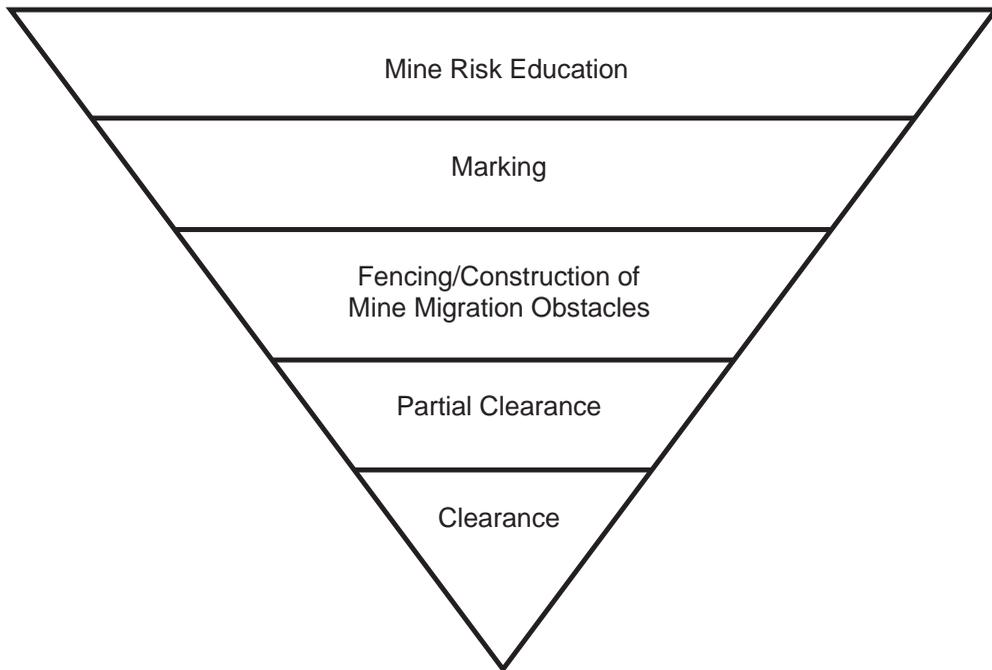 Mine Risk Education
Marking
Fencing/Construction of
Mine Migration Obstacles
Partial Clearance
Clearance